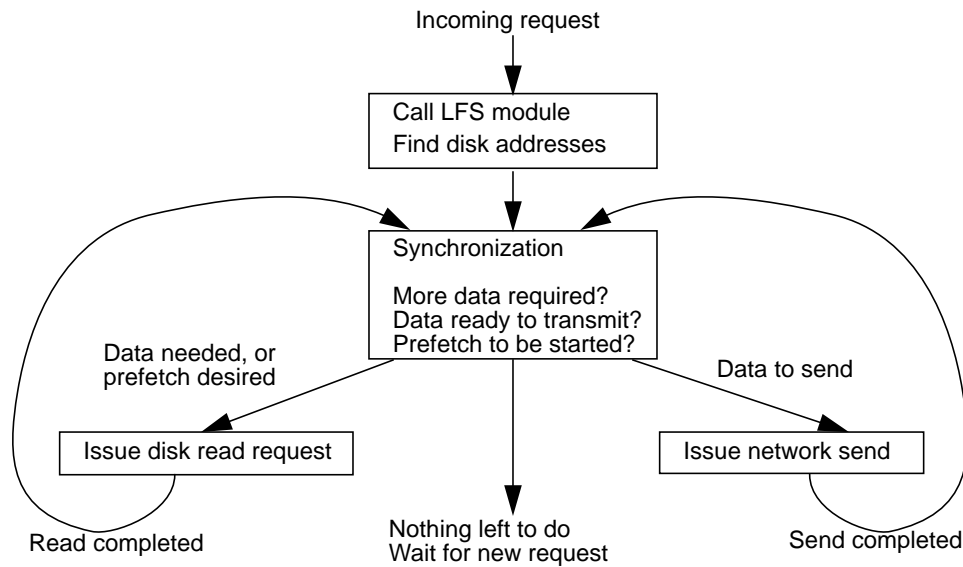 Incoming request
Call LFS module
Find disk addresses
Synchronization
More data required?
Data ready to transmit?
Prefetch to be started?
Data needed, or
prefetch desired
Data to send
Issue disk read request
Issue network send
Nothing left to do
Wait for new request
Read completed
Send completed